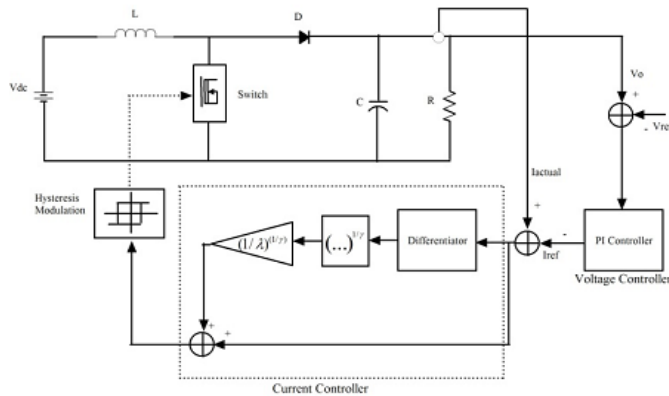 L
D
Vdc
Switch
C
R
Vo
+
-
Vref
Iactual
Hysteresis
Modulation
(1/λ)^(1/γ)
(...)^1/γ
Differentiator
+
-
Iref
PI Controller
Voltage Controller
+
+
Current Controller